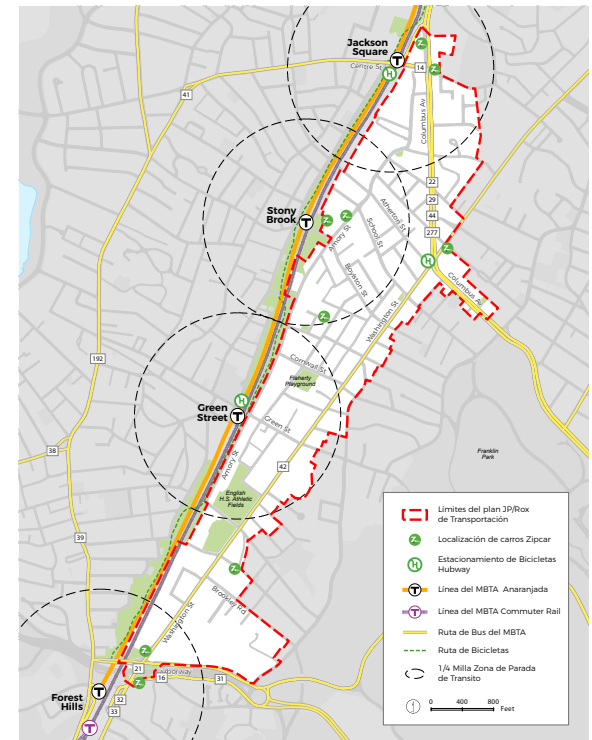 Jackson
Square
Centre St
14
41
Columbus Av
22
29
44
277
Atherton St
School St
Stony
Brook
Amory St
Boylston St
Columbus Av
Washington St
192
Cornwall St
Flaherty
Playground
Green
Street
Green St
Amory St
42
38
Franklin
Park
English
H.S. Athletic
Fields
39
Brookley Rd
Washington St
21
16
31
Forest
Hills
32
33
Límites del plan JP/Rox
de Transportación
Localización de carros Zipcar
Estacionamiento de Bicicletas
Hubway
Línea del MBTA Anaranjada
Línea del MBTA Commuter Rail
Ruta de Bus del MBTA
Ruta de Bicicletas
1/4 Milla Zona de Parada
de Transito
0 400 800
Feet